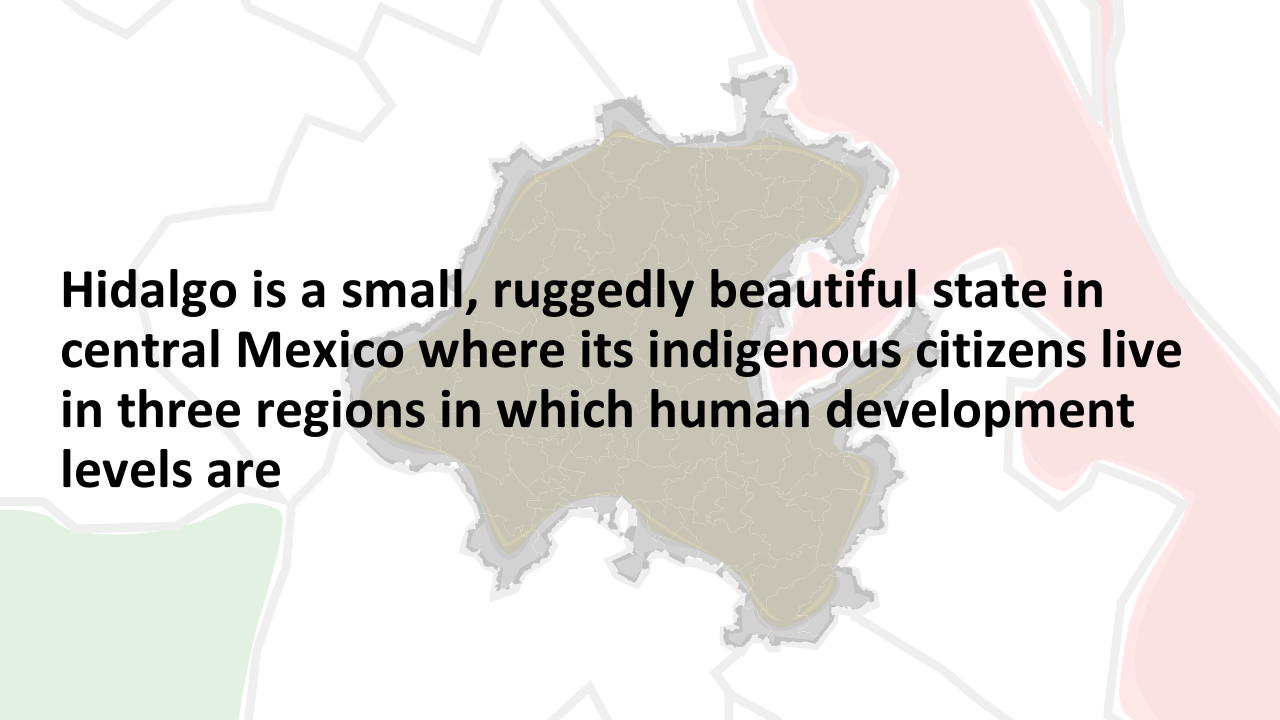 Hidalgo is a small, ruggedly beautiful state in
central Mexico where its indigenous citizens live
in three regions in which human development
levels are